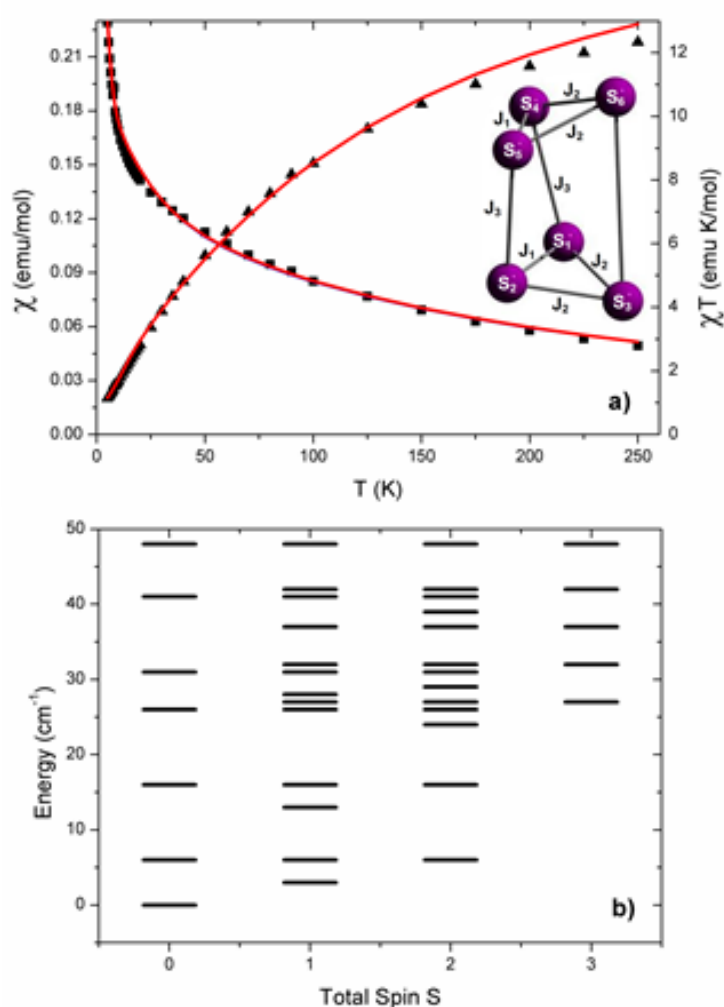 0.23
0.21
0.18
0.15
0.12
0.09
0.06
0.03
0.00
χ (emu/mol)
12
10
8
6
4
2
0
χT (emu K/mol)
S₄
J₂
S₆
J₁
J₂
S₅
J₃
J₃
S₁
J₁
J₂
S₂
J₂
S₃
a)
0 50 100 150 200 250
T (K)
50
40
30
20
10
0
Energy (cm⁻¹)
b)
0 1 2 3
Total Spin S